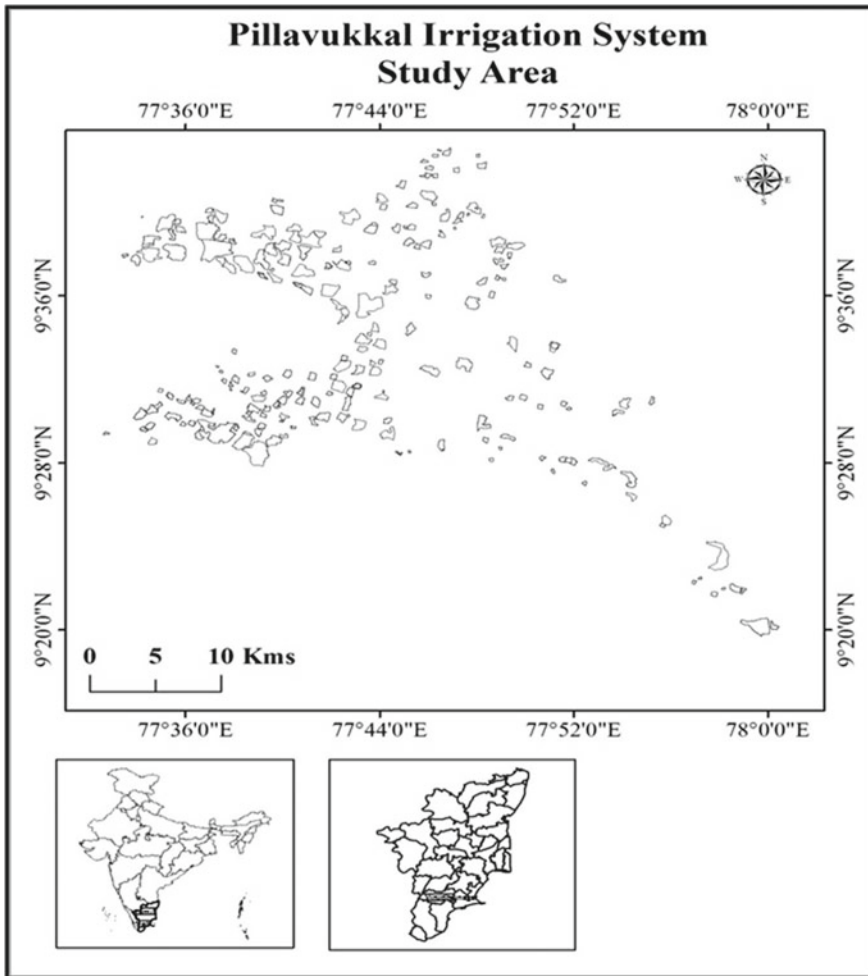 Pillavukkal Irrigation System
Study Area
77°36'0"E 77°44'0"E 77°52'0"E 78°0'0"E
N
W E
S
9°36'0"N 9°36'0"N
9°28'0"N 9°28'0"N
9°20'0"N 9°20'0"N
0 5 10 Kms
77°36'0"E 77°44'0"E 77°52'0"E 78°0'0"E